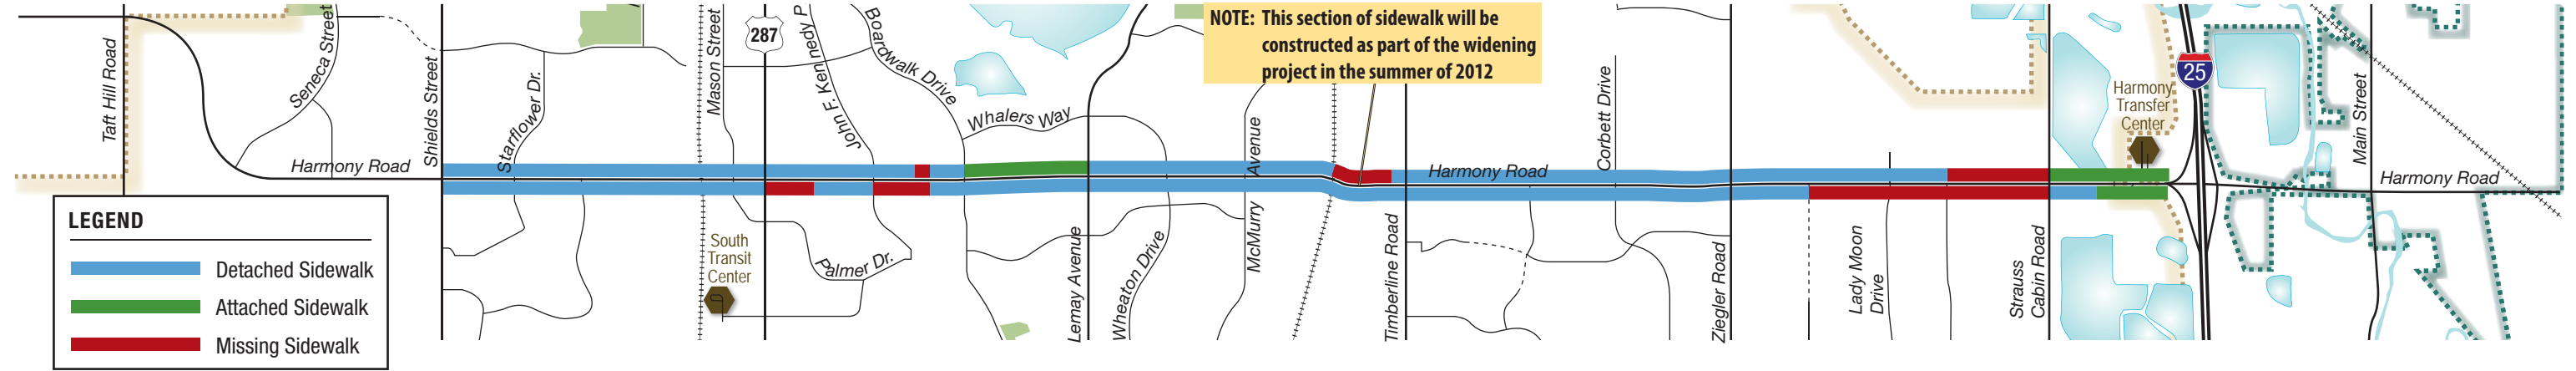 NOTE: This section of sidewalk will be
constructed as part of the widening
project in the summer of 2012
Taft Hill Road
Seneca Street
Shields Street
Starflower Dr.
Mason Street
287
John F. Kennedy P
Boardwalk Drive
Whalers Way
Lemay Avenue
Wheaton Drive
McMurry Avenue
Timberline Road
Corbett Drive
Ziegler Road
Lady Moon
Drive
Strauss
Cabin Road
Harmony
Transfer
Center
25
Main Street
Harmony Road
Harmony Road
Harmony Road
South
Transit
Center
Palmer Dr.
LEGEND
Detached Sidewalk
Attached Sidewalk
Missing Sidewalk